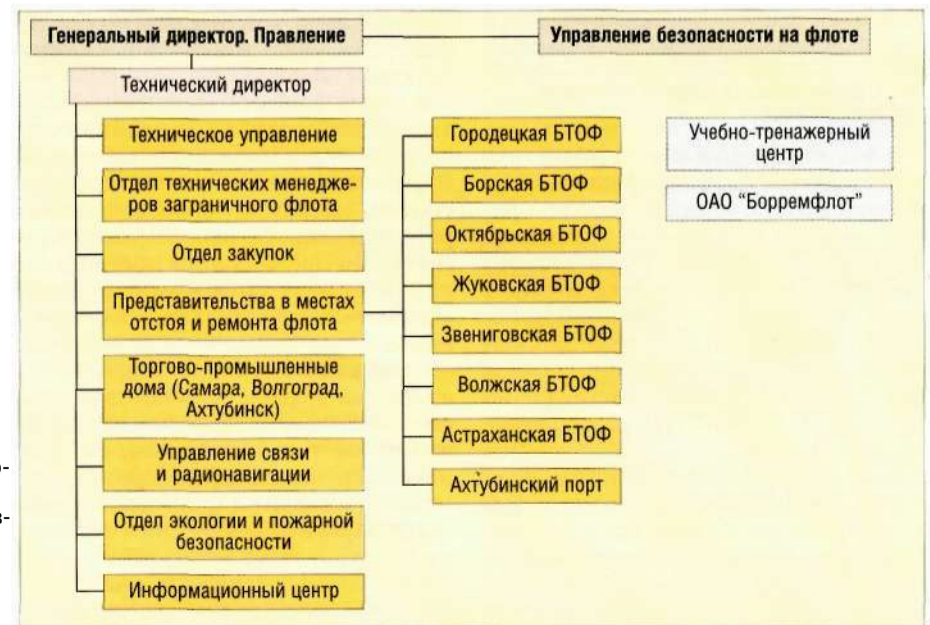 Генеральный директор. Правление
Управление безопасности на флоте
Технический директор
Техническое управление
Отдел технических менедже-
ров заграничного флота
Отдел закупок
Представительства в местах
отстоя и ремонта флота
Торгово-промышленные
дома (Самара, Волгоград,
Ахтубинск)
Управление связи
и радионавигации
Отдел экологии и пожарной
безопасности
Информационный центр
Городецкая БТОФ
Борская БТОФ
Октябрьская БТОФ
Жуковская БТОФ
Звениговская БТОФ
Волжская БТОФ
Астраханская БТОФ
Ахтубинский порт
Учебно-тренажерный
центр
ОАО "Борремфлот"